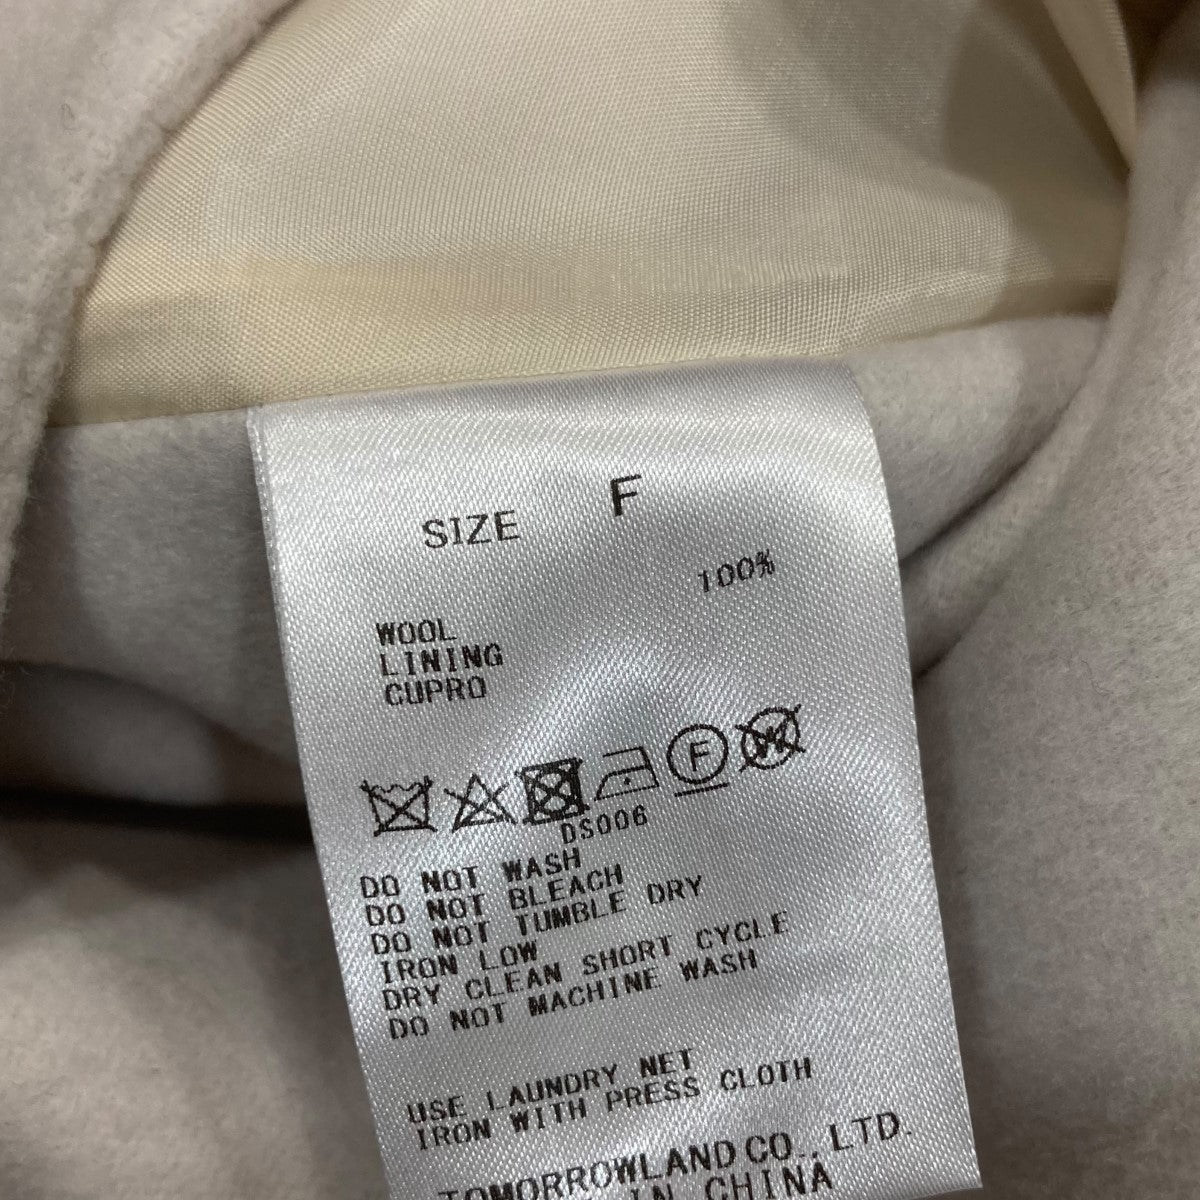 SIZE F
100%
WOOL
LINING
CUPRO
F W
DS006
DO NOT WASH
DO NOT BLEACH
DO NOT TUMBLE DRY
IRON LOW
DRY CLEAN SHORT CYCLE
DO NOT MACHINE WASH
USE LAUNDRY NET
IRON WITH PRESS CLOTH
TOMORROWLAND CO., LTD.
IN CHINA